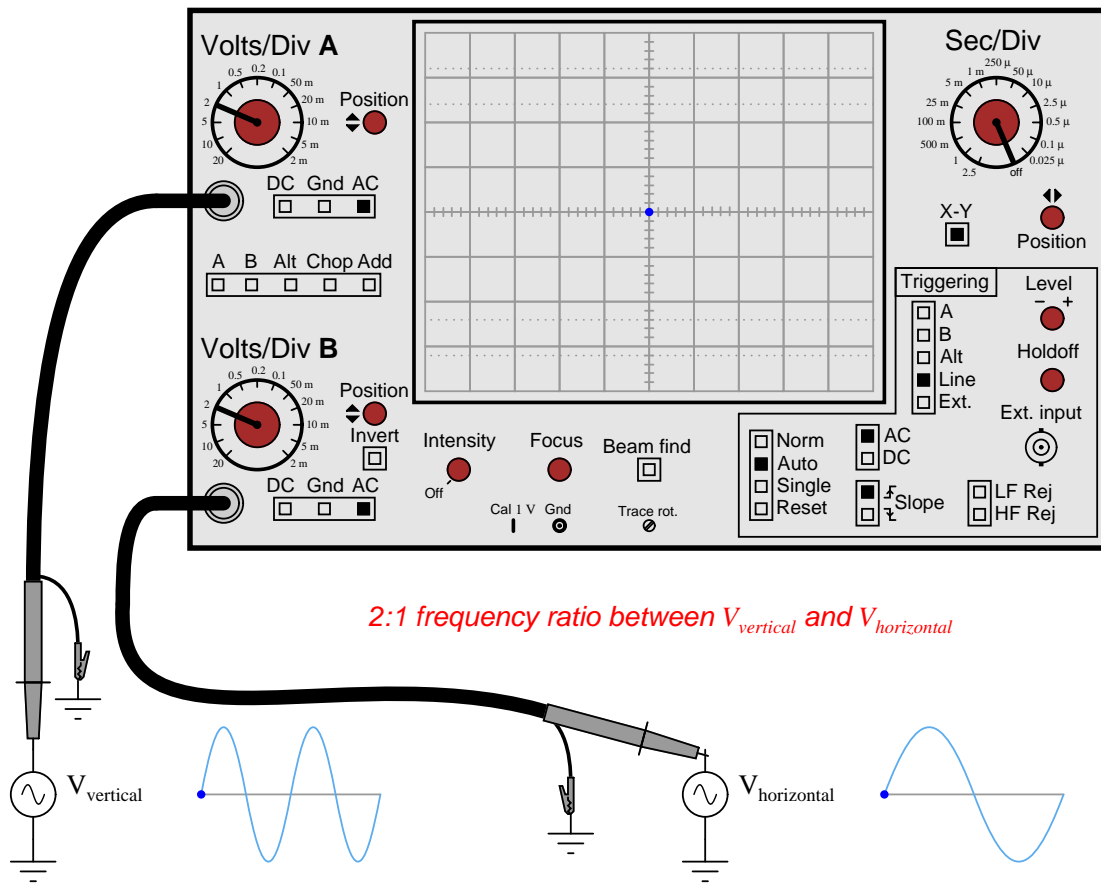 Volts/Div A
20 10 5 2 1 0.5 0.2 0.1 50 m 20 m 10 m 5 m 2 m
Position
DC Gnd AC
A B Alt Chop Add
Volts/Div B
20 10 5 2 1 0.5 0.2 0.1 50 m 20 m 10 m 5 m 2 m
Position
Invert
DC Gnd AC
Intensity
Off
Focus
Beam find
Cal 1 V Gnd Trace rot.
Sec/Div
2.5 1 500 m 100 m 25 m 5 m 1 m 250 µ 50 µ 10 µ 2.5 µ 0.5 µ 0.1 µ 0.025 µ off
X-Y
Position
Triggering
A
B
Alt
Line
Ext.
Level
− +
Holdoff
Ext. input
Norm
Auto
Single
Reset
AC
DC
Slope
LF Rej
HF Rej
2:1 frequency ratio between Vvertical and Vhorizontal
Vvertical
Vhorizontal